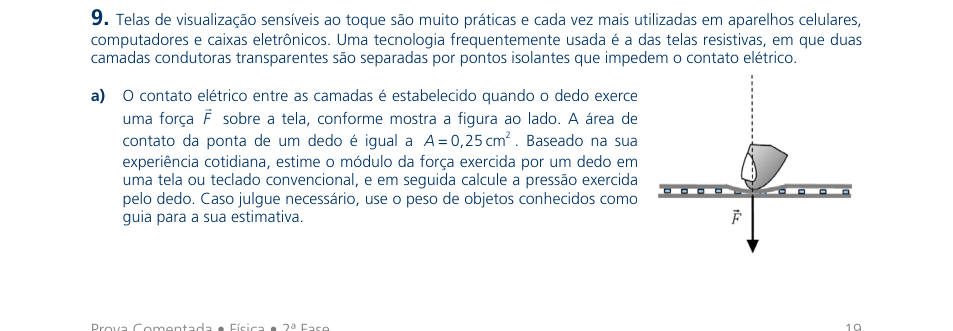 9. Telas de visualização sensíveis ao toque são muito práticas e cada vez mais utilizadas em aparelhos celulares,
computadores e caixas eletrônicos. Uma tecnologia frequentemente usada é a das telas resistivas, em que duas
camadas condutoras transparentes são separadas por pontos isolantes que impedem o contato elétrico.
a) O contato elétrico entre as camadas é estabelecido quando o dedo exerce
uma força F⃗ sobre a tela, conforme mostra a figura ao lado. A área de
contato da ponta de um dedo é igual a A = 0,25 cm². Baseado na sua
experiência cotidiana, estime o módulo da força exercida por um dedo em
uma tela ou teclado convencional, e em seguida calcule a pressão exercida
pelo dedo. Caso julgue necessário, use o peso de objetos conhecidos como
guia para a sua estimativa.
F⃗
Prova Comentada • Física • 2ª Fase
19